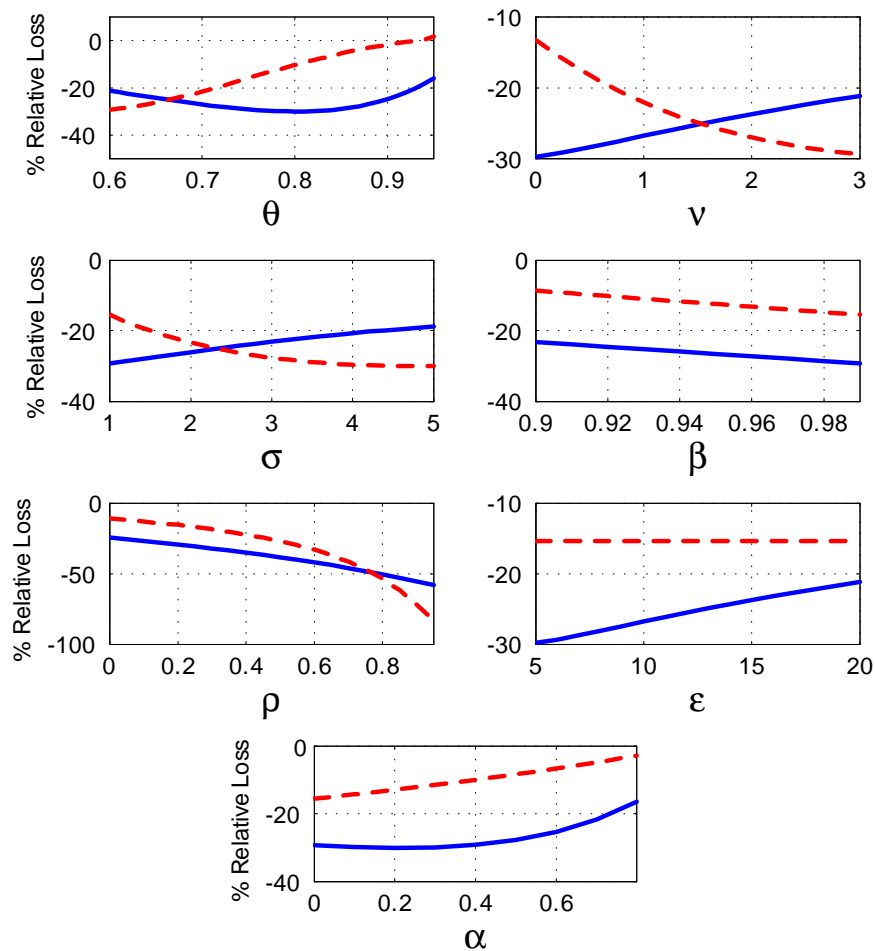 % Relative Loss
0
-20
-40
0.6 0.7 0.8 0.9
θ
-10
-20
-30
0 1 2 3
ν
% Relative Loss
0
-20
-40
1 2 3 4 5
σ
0
-20
-40
0.9 0.92 0.94 0.96 0.98
β
% Relative Loss
0
-50
-100
0 0.2 0.4 0.6 0.8
ρ
-10
-20
-30
5 10 15 20
ε
% Relative Loss
0
-20
-40
0 0.2 0.4 0.6
α